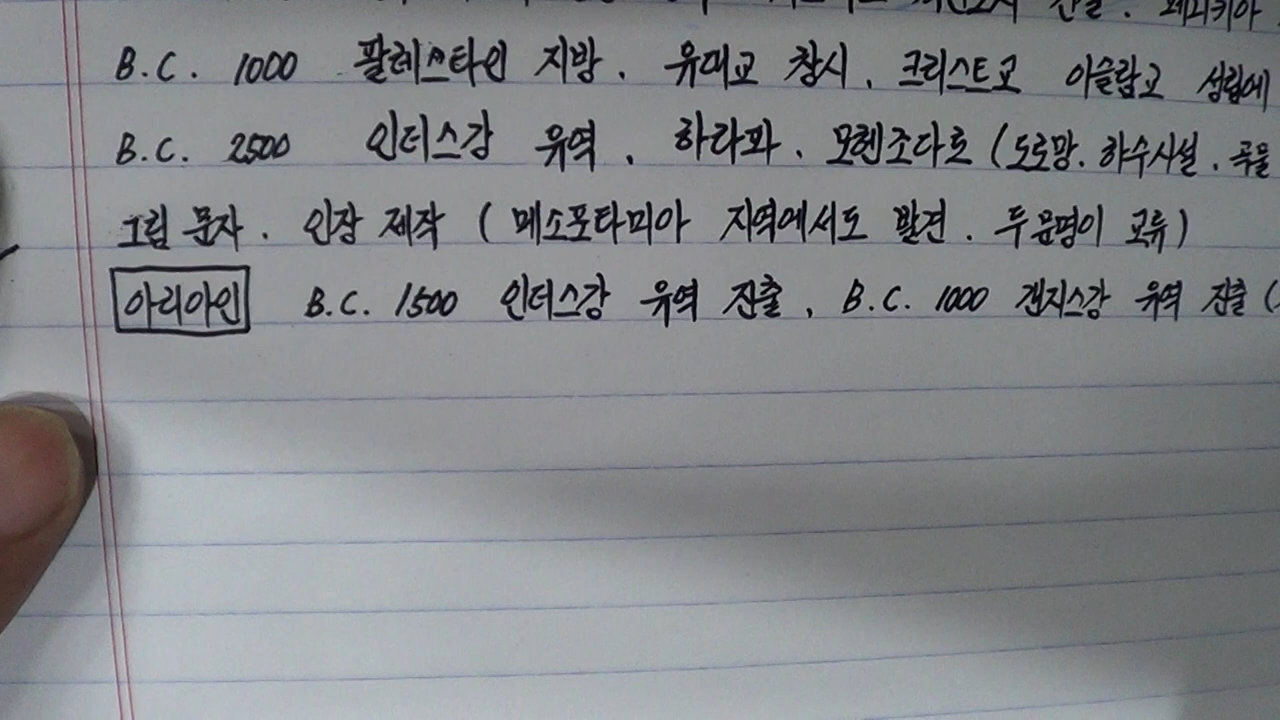 페니키아
B.C. 1000 팔레스타인 지방. 유대교 창시. 크리스트교 이슬람교 성립에
B.C. 2500 인더스강 유역. 하라파. 모헨조다로 (도로망. 하수시설. 곡물
그림 문자. 인장 제작 (메소포타미아 지역에서도 발견. 두 문명이 교류)
아리아인 B.C. 1500 인더스강 유역 진출, B.C. 1000 갠지스강 유역 진출 (